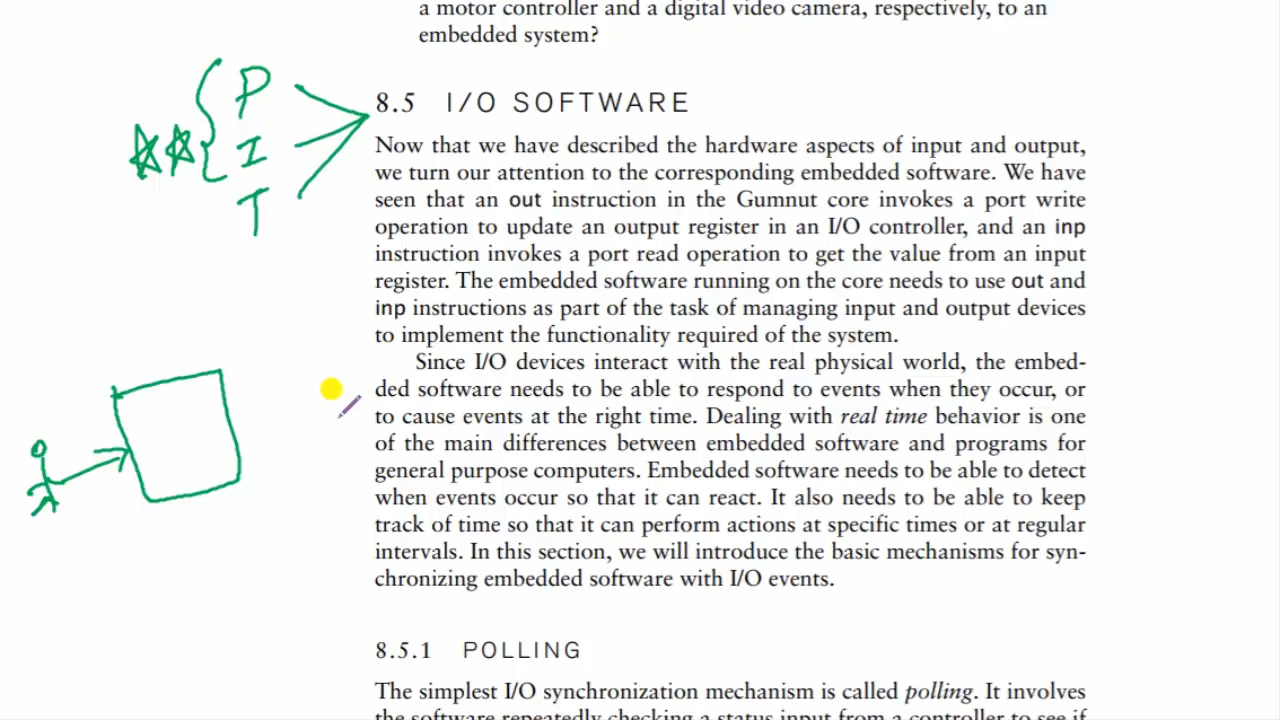 a motor controller and a digital video camera, respectively, to an
embedded system?
P
I
T
8.5 I/O SOFTWARE
Now that we have described the hardware aspects of input and output,
we turn our attention to the corresponding embedded software. We have
seen that an out instruction in the Gumnut core invokes a port write
operation to update an output register in an I/O controller, and an inp
instruction invokes a port read operation to get the value from an input
register. The embedded software running on the core needs to use out and
inp instructions as part of the task of managing input and output devices
to implement the functionality required of the system.
Since I/O devices interact with the real physical world, the embed-
ded software needs to be able to respond to events when they occur, or
to cause events at the right time. Dealing with real time behavior is one
of the main differences between embedded software and programs for
general purpose computers. Embedded software needs to be able to detect
when events occur so that it can react. It also needs to be able to keep
track of time so that it can perform actions at specific times or at regular
intervals. In this section, we will introduce the basic mechanisms for syn-
chronizing embedded software with I/O events.
8.5.1 POLLING
The simplest I/O synchronization mechanism is called polling. It involves
the software repeatedly checking a status input from a controller to see if